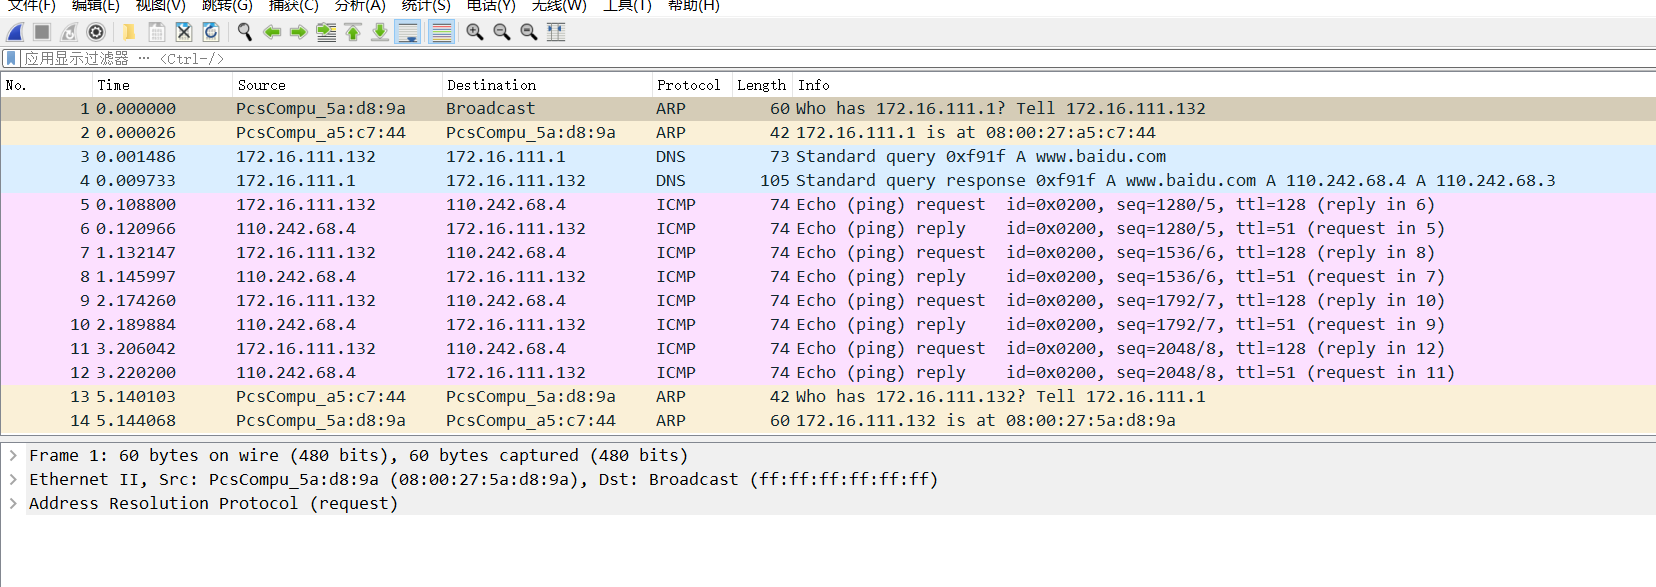 文件(F) 编辑(E) 视图(V) 跳转(G) 捕获(C) 分析(A) 统计(S) 电话(Y) 无线(W) 工具(T) 帮助(H)
应用显示过滤器 … <Ctrl-/>
No. Time Source Destination Protocol Length Info
1 0.000000 PcsCompu_5a:d8:9a Broadcast ARP 60 Who has 172.16.111.1? Tell 172.16.111.132
2 0.000026 PcsCompu_a5:c7:44 PcsCompu_5a:d8:9a ARP 42 172.16.111.1 is at 08:00:27:a5:c7:44
3 0.001486 172.16.111.132 172.16.111.1 DNS 73 Standard query 0xf91f A www.baidu.com
4 0.009733 172.16.111.1 172.16.111.132 DNS 105 Standard query response 0xf91f A www.baidu.com A 110.242.68.4 A 110.242.68.3
5 0.108800 172.16.111.132 110.242.68.4 ICMP 74 Echo (ping) request id=0x0200, seq=1280/5, ttl=128 (reply in 6)
6 0.120966 110.242.68.4 172.16.111.132 ICMP 74 Echo (ping) reply id=0x0200, seq=1280/5, ttl=51 (request in 5)
7 1.132147 172.16.111.132 110.242.68.4 ICMP 74 Echo (ping) request id=0x0200, seq=1536/6, ttl=128 (reply in 8)
8 1.145997 110.242.68.4 172.16.111.132 ICMP 74 Echo (ping) reply id=0x0200, seq=1536/6, ttl=51 (request in 7)
9 2.174260 172.16.111.132 110.242.68.4 ICMP 74 Echo (ping) request id=0x0200, seq=1792/7, ttl=128 (reply in 10)
10 2.189884 110.242.68.4 172.16.111.132 ICMP 74 Echo (ping) reply id=0x0200, seq=1792/7, ttl=51 (request in 9)
11 3.206042 172.16.111.132 110.242.68.4 ICMP 74 Echo (ping) request id=0x0200, seq=2048/8, ttl=128 (reply in 12)
12 3.220200 110.242.68.4 172.16.111.132 ICMP 74 Echo (ping) reply id=0x0200, seq=2048/8, ttl=51 (request in 11)
13 5.140103 PcsCompu_a5:c7:44 PcsCompu_5a:d8:9a ARP 42 Who has 172.16.111.132? Tell 172.16.111.1
14 5.144068 PcsCompu_5a:d8:9a PcsCompu_a5:c7:44 ARP 60 172.16.111.132 is at 08:00:27:5a:d8:9a
Frame 1: 60 bytes on wire (480 bits), 60 bytes captured (480 bits)
Ethernet II, Src: PcsCompu_5a:d8:9a (08:00:27:5a:d8:9a), Dst: Broadcast (ff:ff:ff:ff:ff:ff)
Address Resolution Protocol (request)